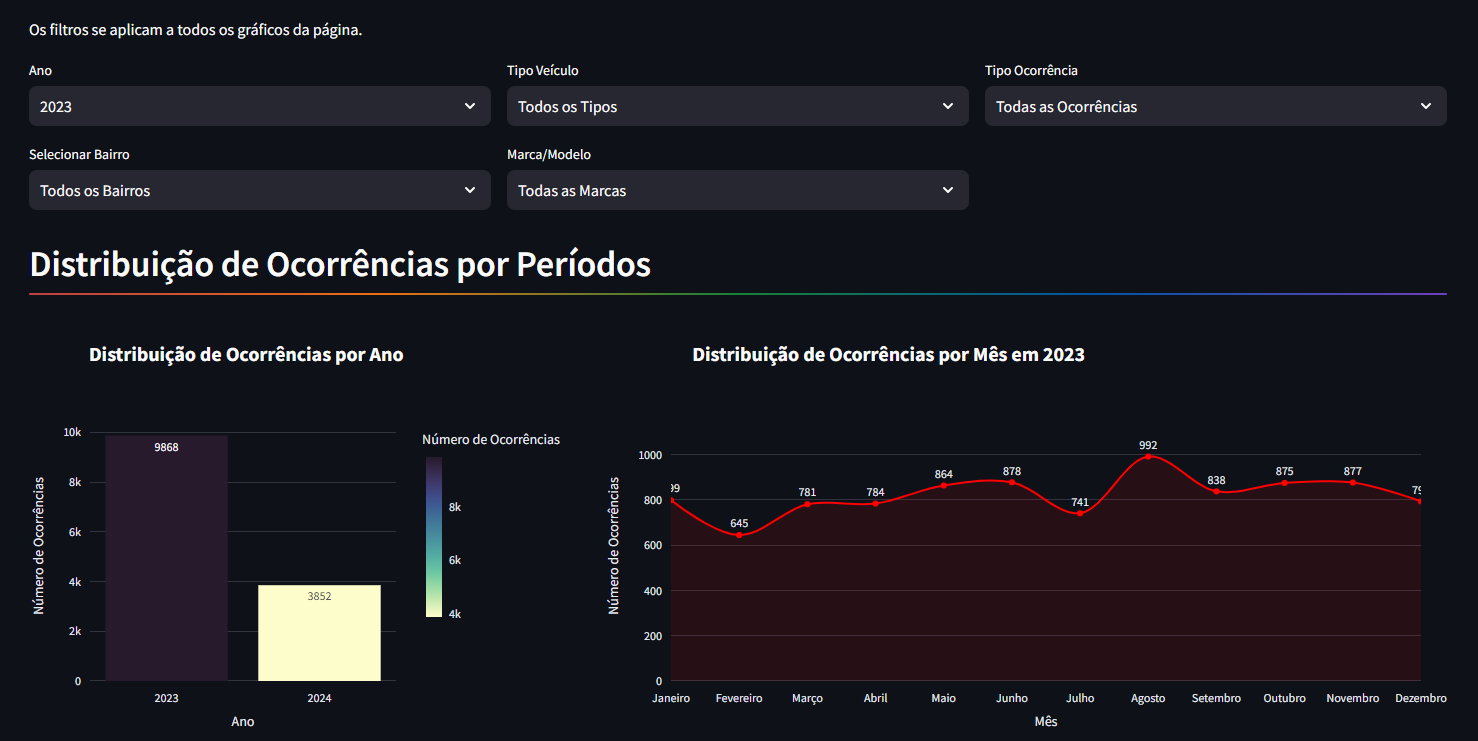 Os filtros se aplicam a todos os gráficos da página.
Ano
Tipo Veículo
Tipo Ocorrência
2023
Todos os Tipos
Todas as Ocorrências
Selecionar Bairro
Marca/Modelo
Todos os Bairros
Todas as Marcas
Distribuição de Ocorrências por Períodos
Distribuição de Ocorrências por Ano
Número de Ocorrências
10k
8k
6k
4k
2k
0
9868
3852
2023
2024
Ano
Número de Ocorrências
8k
6k
4k
Distribuição de Ocorrências por Mês em 2023
Número de Ocorrências
1000
800
600
400
200
0
99
645
781
784
864
878
741
992
838
875
877
79
Janeiro
Fevereiro
Março
Abril
Maio
Junho
Julho
Agosto
Setembro
Outubro
Novembro
Dezembro
Mês